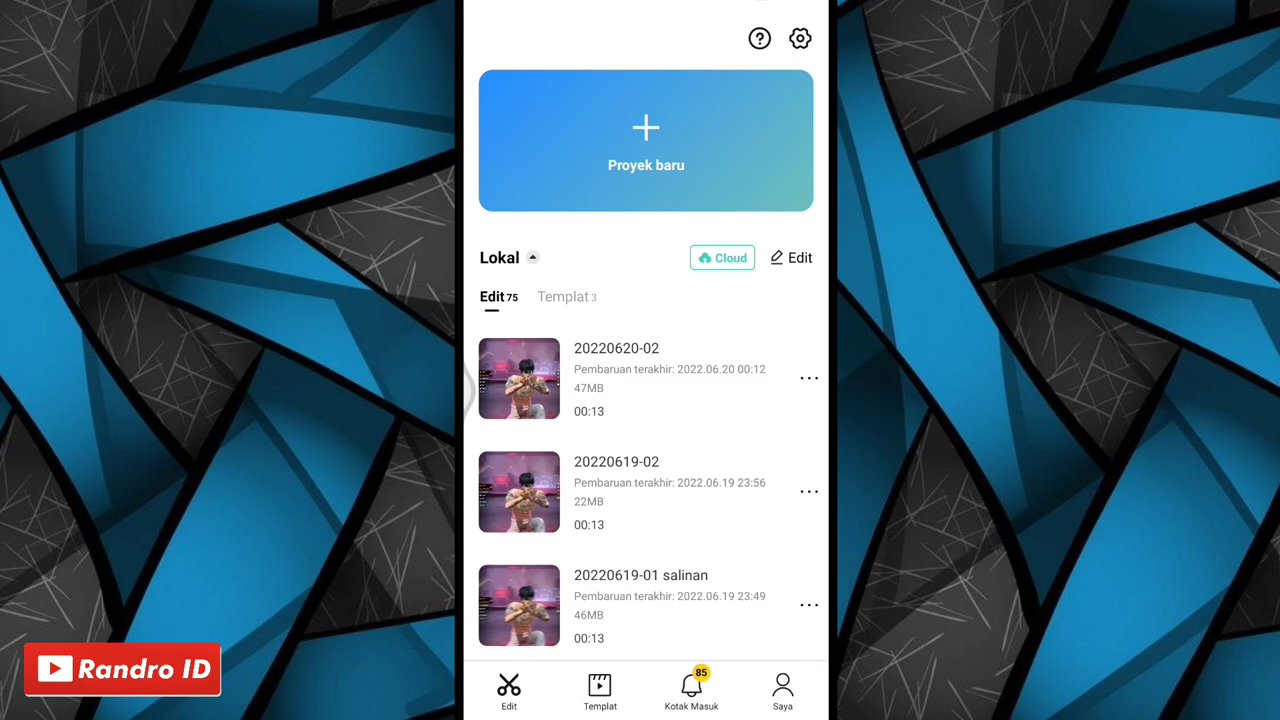 Proyek baru
Lokal
Cloud
Edit
Edit 75
Templat 3
20220620-02
Pembaruan terakhir: 2022.06.20 00:12
47MB
00:13
20220619-02
Pembaruan terakhir: 2022.06.19 23:56
22MB
00:13
20220619-01 salinan
Pembaruan terakhir: 2022.06.19 23:49
46MB
00:13
85
Edit
Templat
Kotak Masuk
Saya
Randro ID